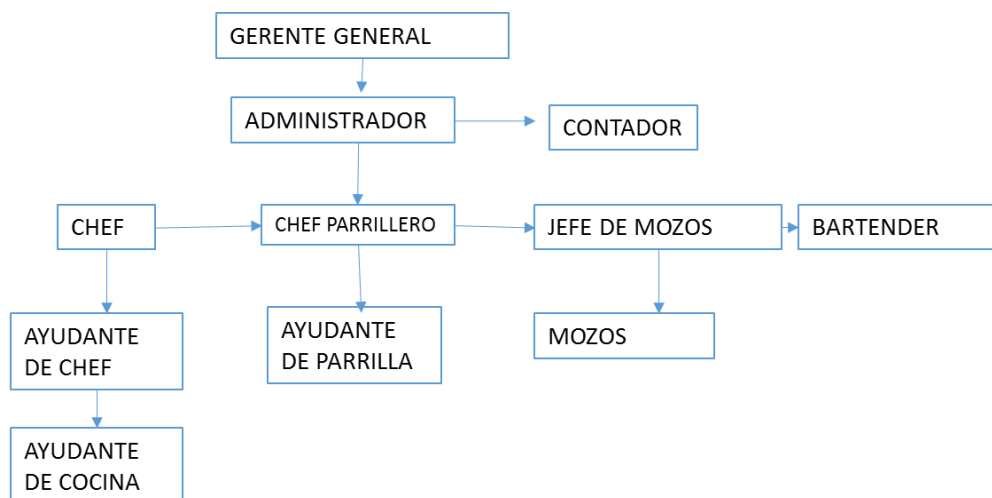 GERENTE GENERAL
ADMINISTRADOR
CONTADOR
CHEF
CHEF PARRILLERO
JEFE DE MOZOS
BARTENDER
AYUDANTE
DE CHEF
AYUDANTE
DE PARRILLA
MOZOS
AYUDANTE
DE COCINA